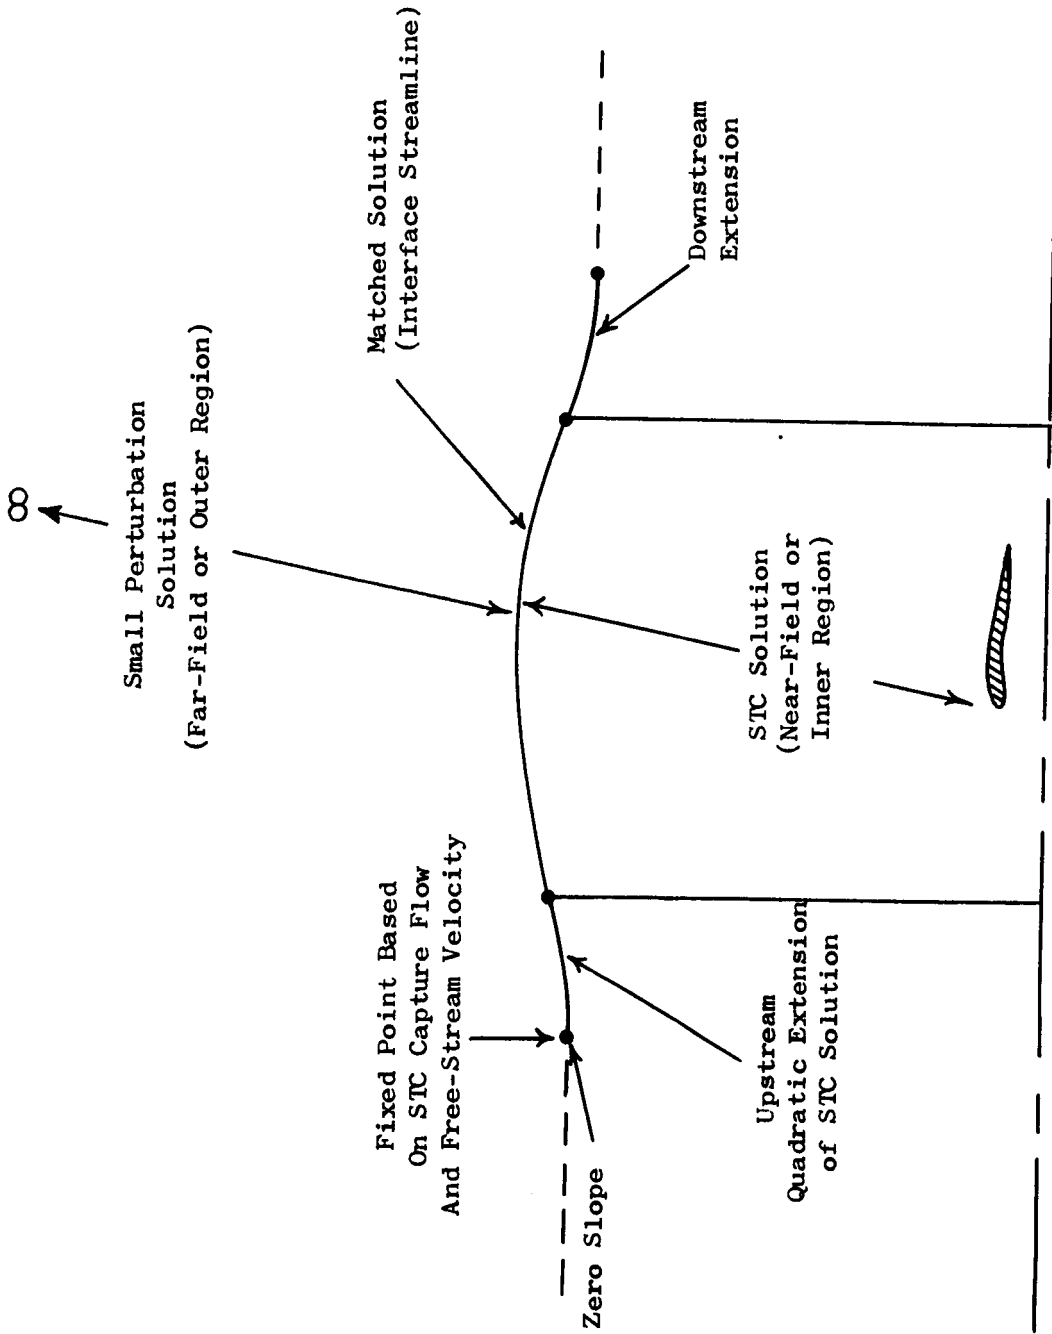 ∞
Small Perturbation
Solution
(Far-Field or Outer Region)
Matched Solution
(Interface Streamline)
Fixed Point Based
On STC Capture Flow
And Free-Stream Velocity
Zero Slope
Downstream
Extension
STC Solution
(Near-Field or
Inner Region)
Upstream
Quadratic Extension
of STC Solution